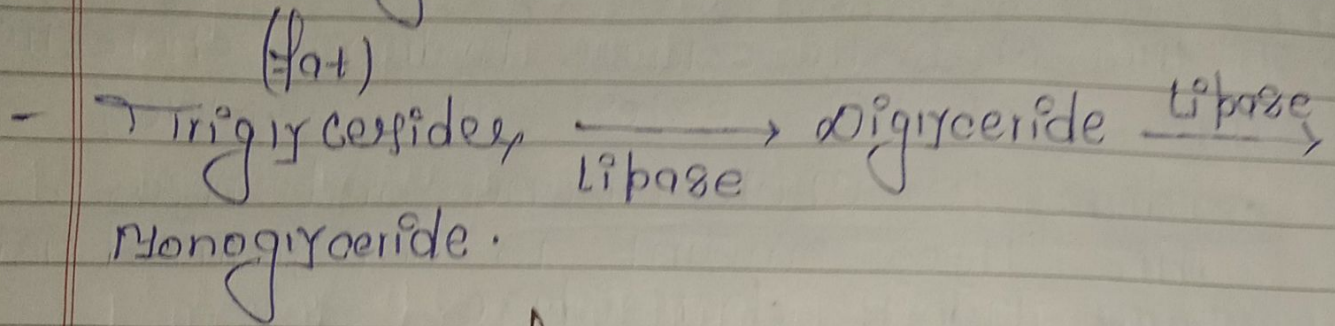 (fat)
- Triglycerides, ⟶ Diglyceride Lipase ⟶
Lipase
Monoglyceride.